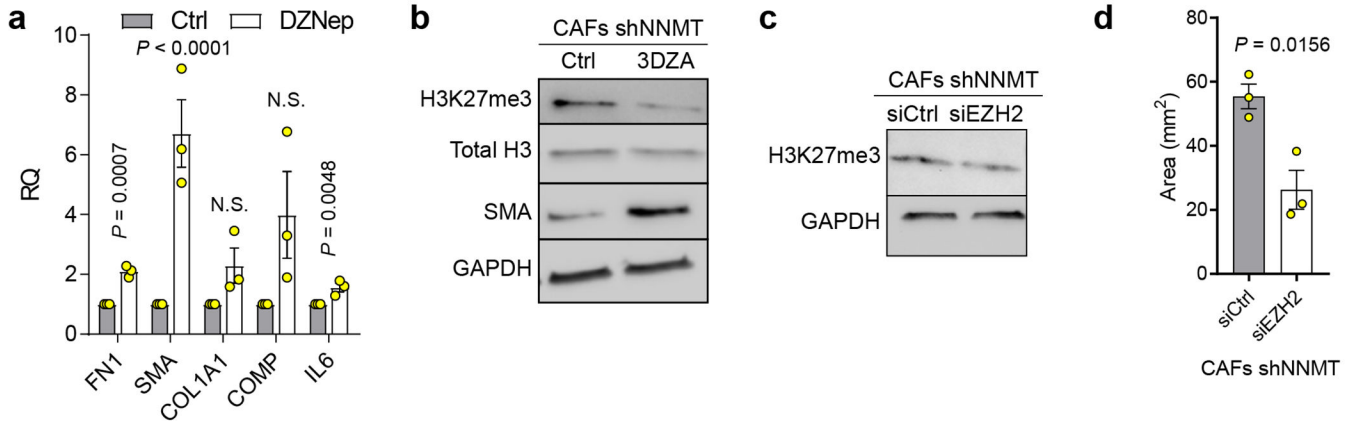 a
Ctrl DZNep
RQ
10
8
6
4
2
0
P = 0.0007
P < 0.0001
N.S.
N.S.
P = 0.0048
FN1
SMA
COL1A1
COMP
IL6
b
CAFs shNNMT
Ctrl 3DZA
H3K27me3
Total H3
SMA
GAPDH
c
CAFs shNNMT
siCtrl siEZH2
H3K27me3
GAPDH
d
Area (mm²)
80
60
40
20
0
P = 0.0156
siCtrl
siEZH2
CAFs shNNMT